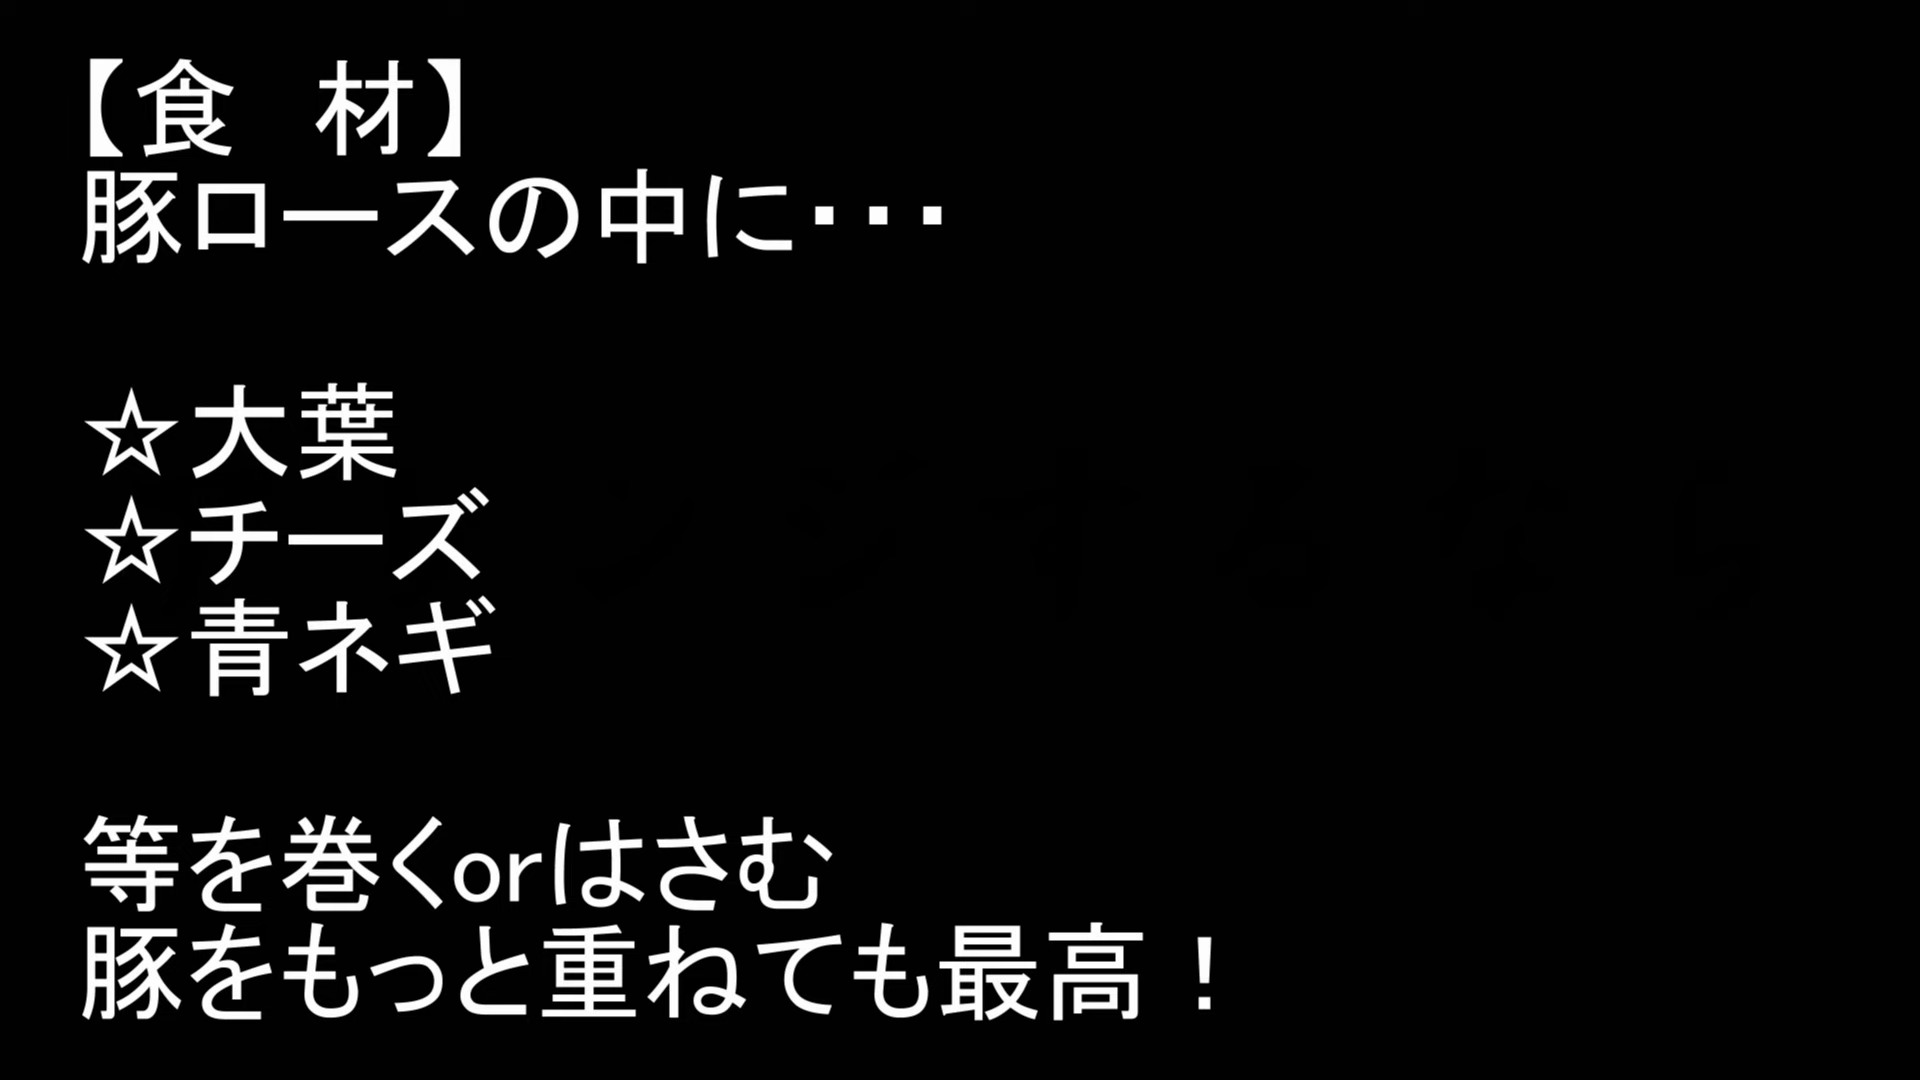 【食　材】
豚ロースの中に・・・
☆大葉
☆チーズ
☆青ネギ
等を巻くorはさむ
豚をもっと重ねても最高！